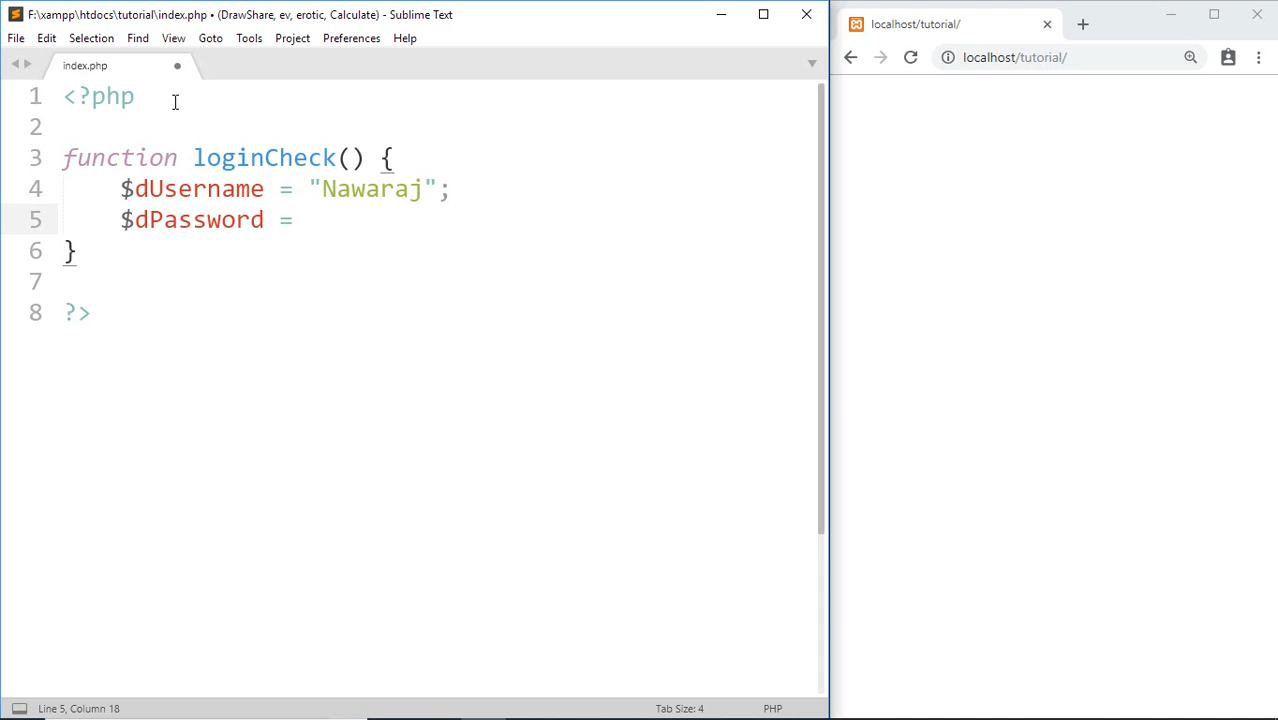 F:\xampp\htdocs\tutorial\index.php • (DrawShare, ev, erotic, Calculate) - Sublime Text
File Edit Selection Find View Goto Tools Project Preferences Help
index.php
1 <?php
2
3 function loginCheck() {
4 $dUsername = "Nawaraj";
5 $dPassword =
6 }
7
8 ?>
Line 5, Column 18
Tab Size: 4
PHP
localhost/tutorial/
localhost/tutorial/